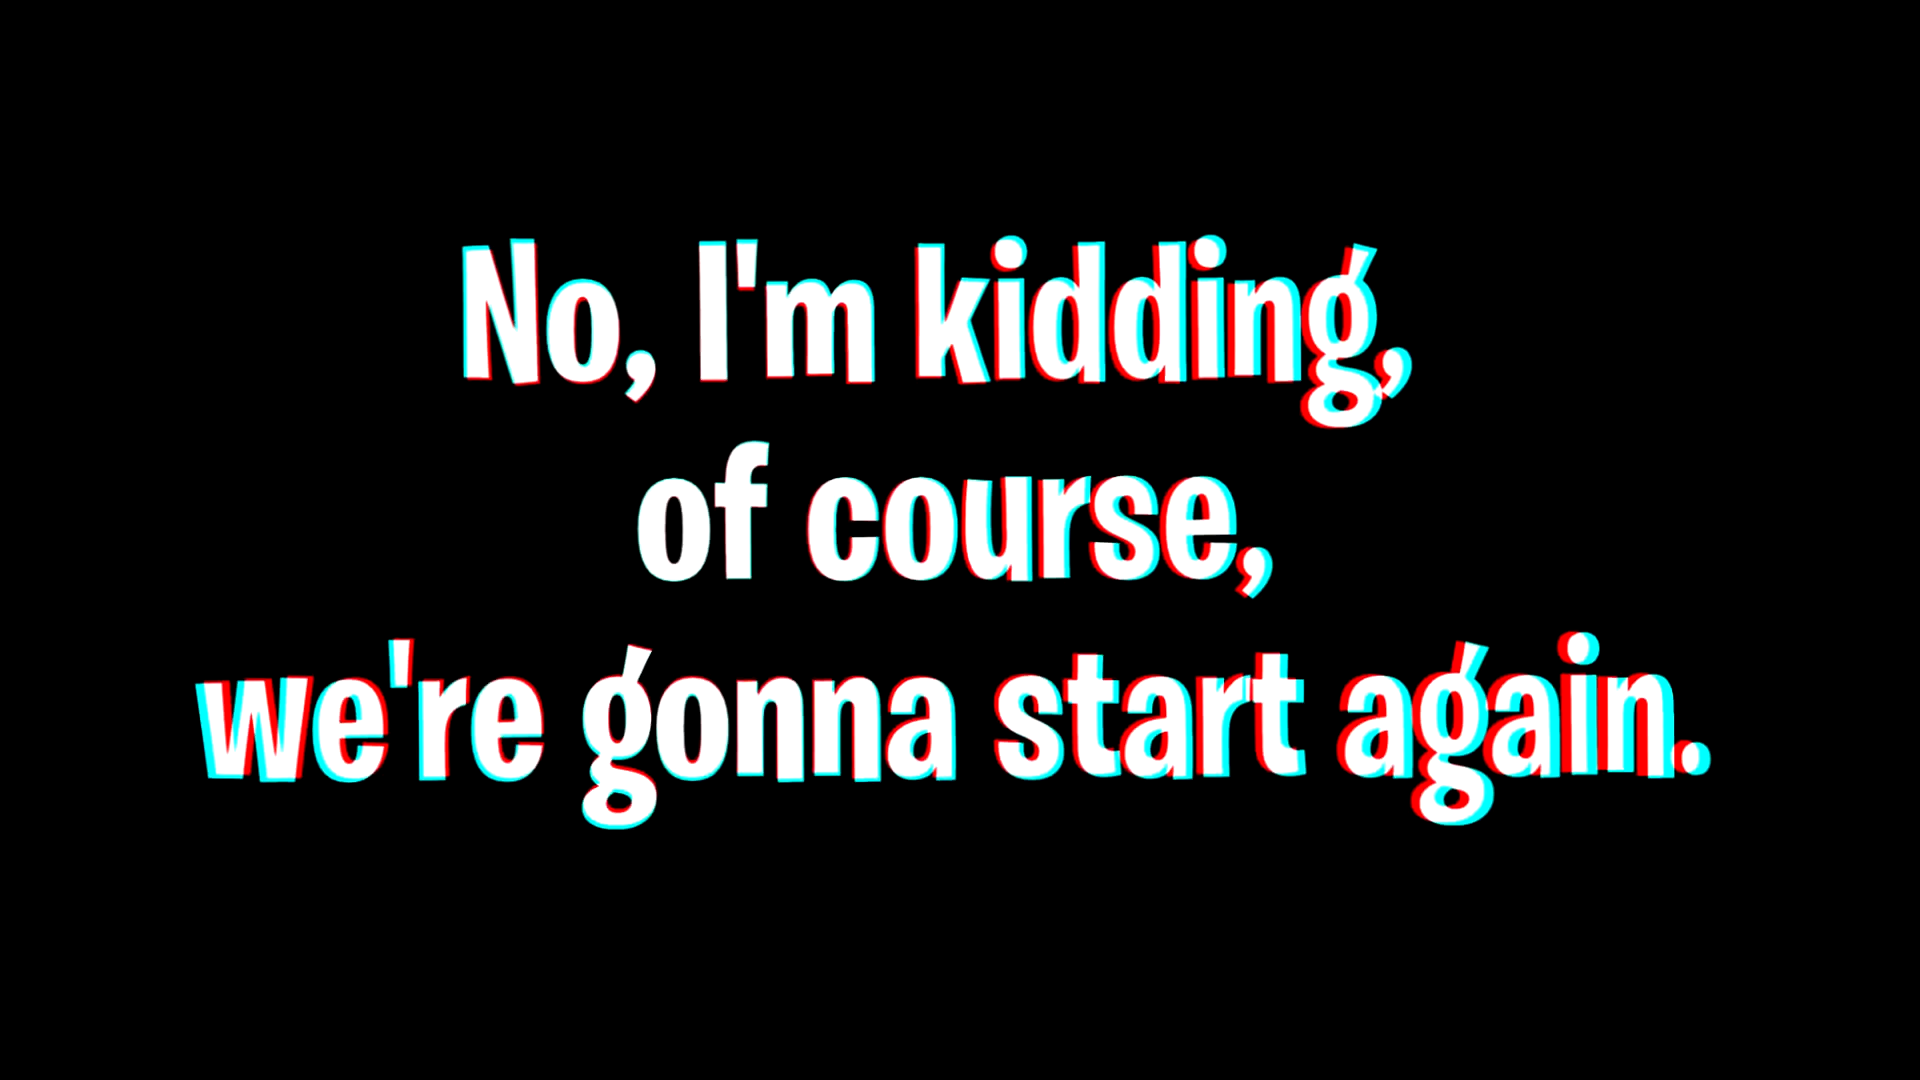 No, I'm kidding,
of course,
we're gonna start again.